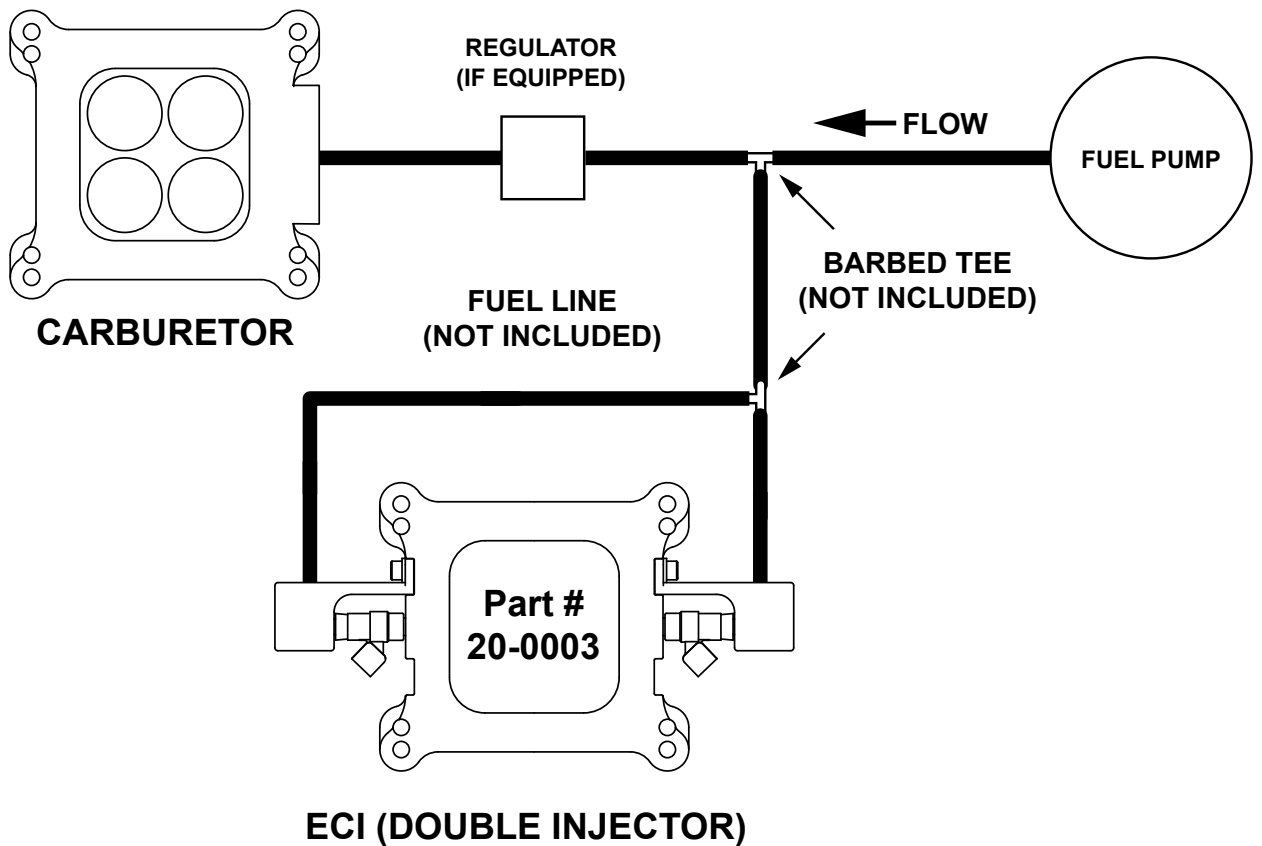 REGULATOR
(IF EQUIPPED)
FLOW
FUEL PUMP
BARBED TEE
(NOT INCLUDED)
FUEL LINE
(NOT INCLUDED)
CARBURETOR
Part #
20-0003
ECI (DOUBLE INJECTOR)